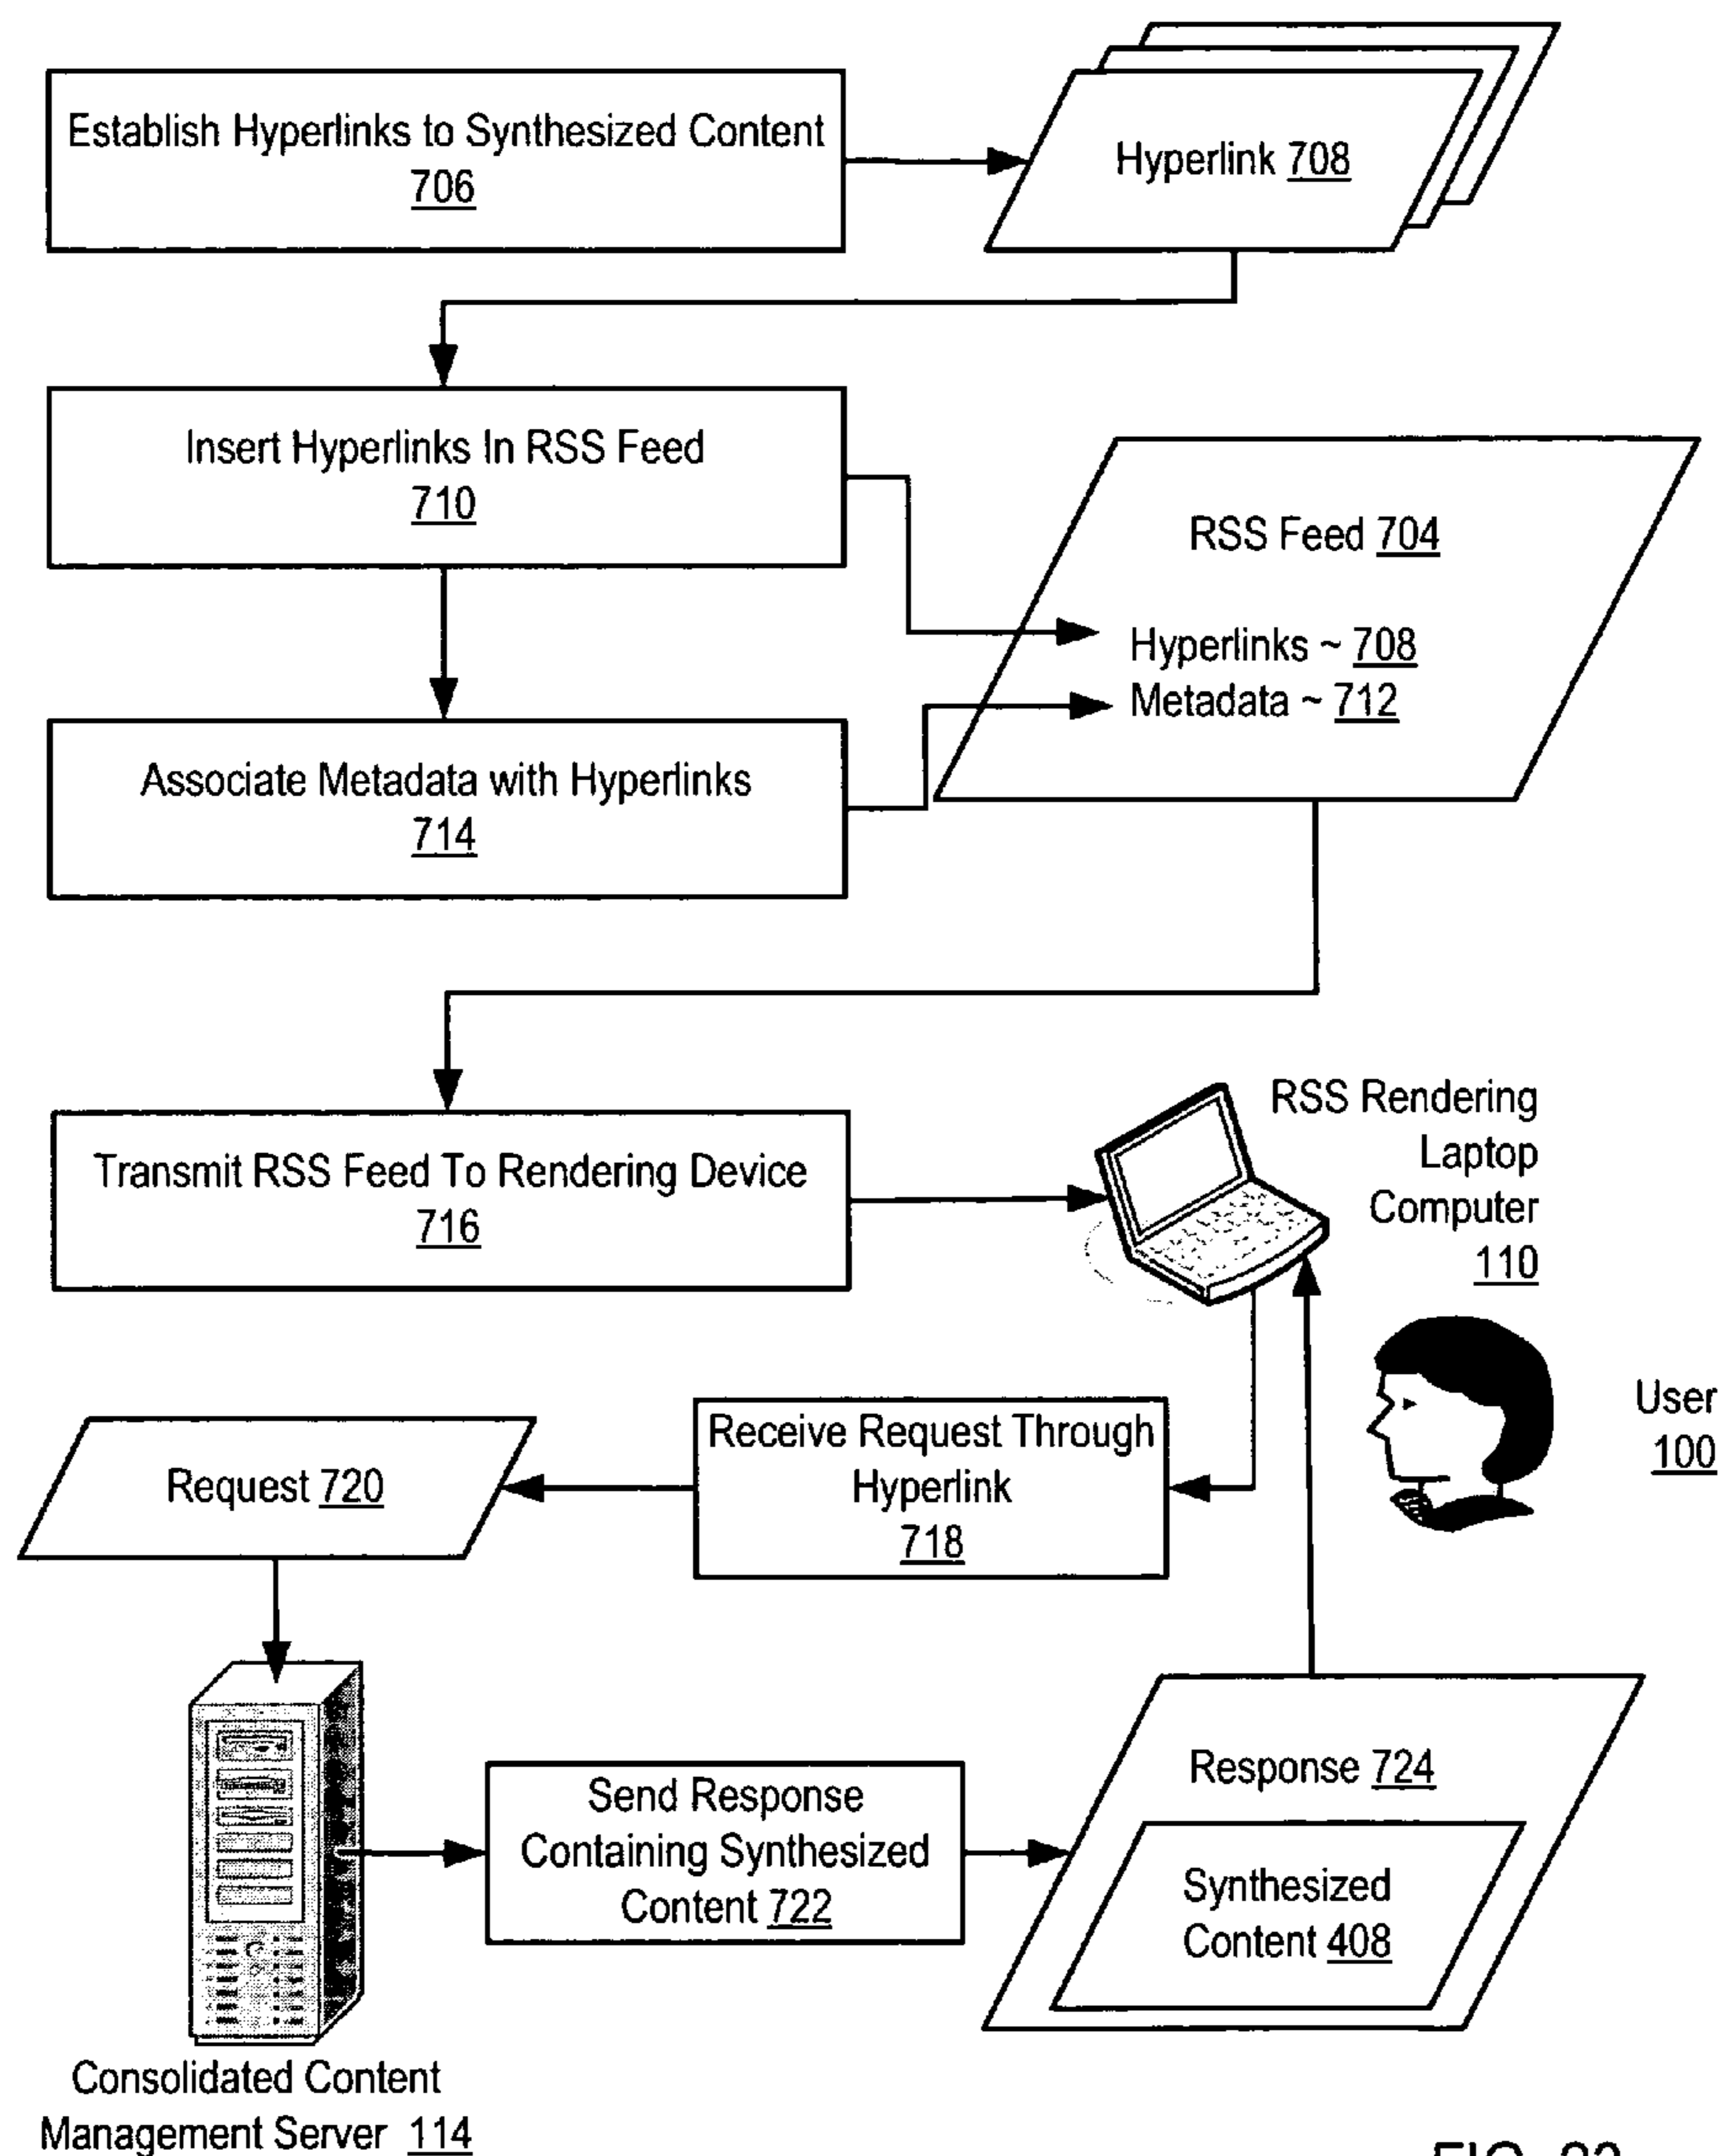 Establish Hyperlinks to Synthesized Content
706
Hyperlink 708
Insert Hyperlinks In RSS Feed
710
RSS Feed 704
Hyperlinks ~ 708
Metadata ~ 712
Associate Metadata with Hyperlinks
714
RSS Rendering
Laptop
Computer
110
Transmit RSS Feed To Rendering Device
716
User
100
Receive Request Through
Hyperlink
718
Request 720
Send Response
Containing Synthesized
Content 722
Response 724
Synthesized
Content 408
Consolidated Content
Management Server 114